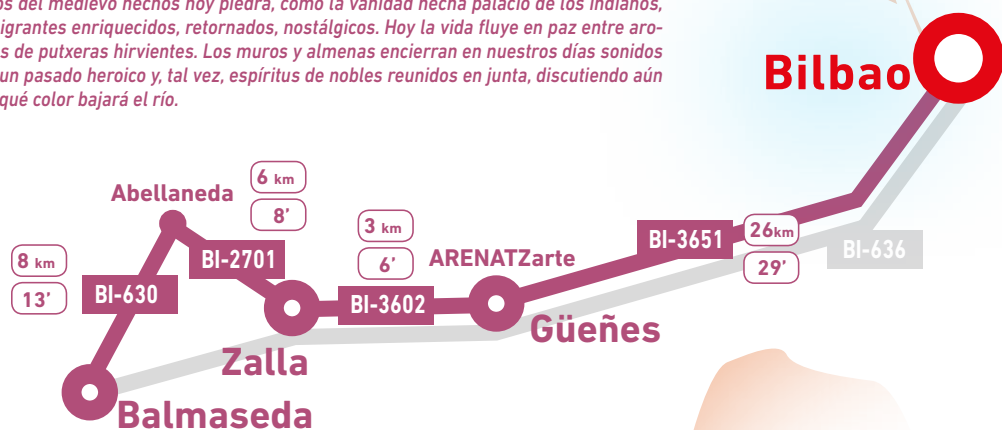 os del medievo hechos hoy piedra, como la vanidad hecha palacio de los indianos,
igrantes enriquecidos, retornados, nostálgicos. Hoy la vida fluye en paz entre aro-
s de putxeras hirvientes. Los muros y almenas encierran en nuestros días sonidos
un pasado heroico y, tal vez, espíritus de nobles reunidos en junta, discutiendo aún
qué color bajará el río.
Bilbao
Abellaneda
6 km
8’
3 km
6’
ARENATZarte
BI-3651
26km
29’
BI-636
8 km
13’
BI-630
BI-2701
BI-3602
Güeñes
Zalla
Balmaseda